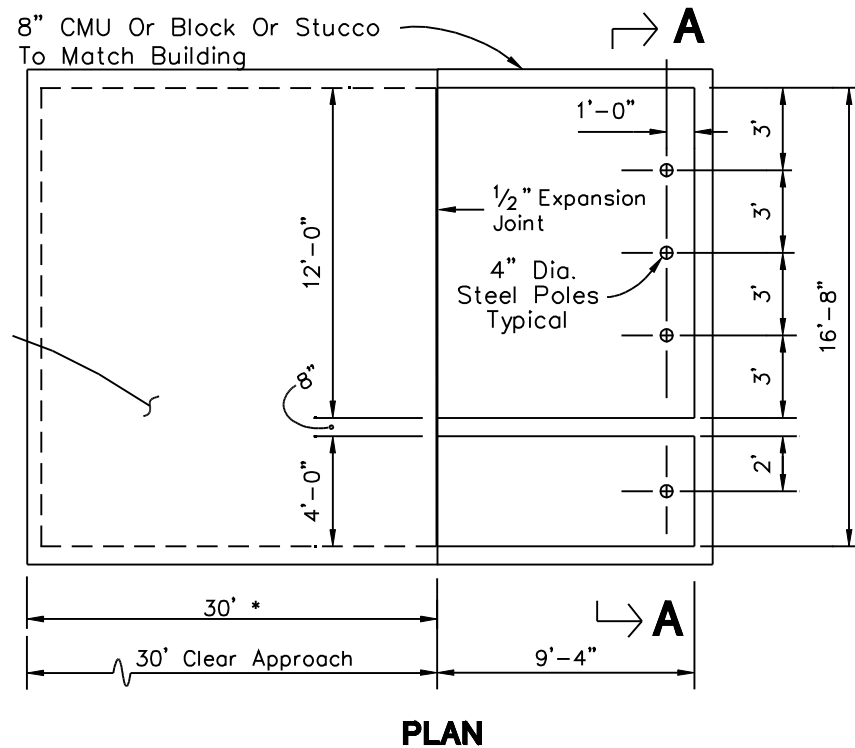 8" CMU Or Block Or Stucco
To Match Building
A
1'-0"
3'
1/2" Expansion
Joint
3'
12'-0"
4" Dia.
Steel Poles
Typical
3'
16'-8"
8"
3'
4'-0"
2'
30' *
A
30' Clear Approach
9'-4"
PLAN